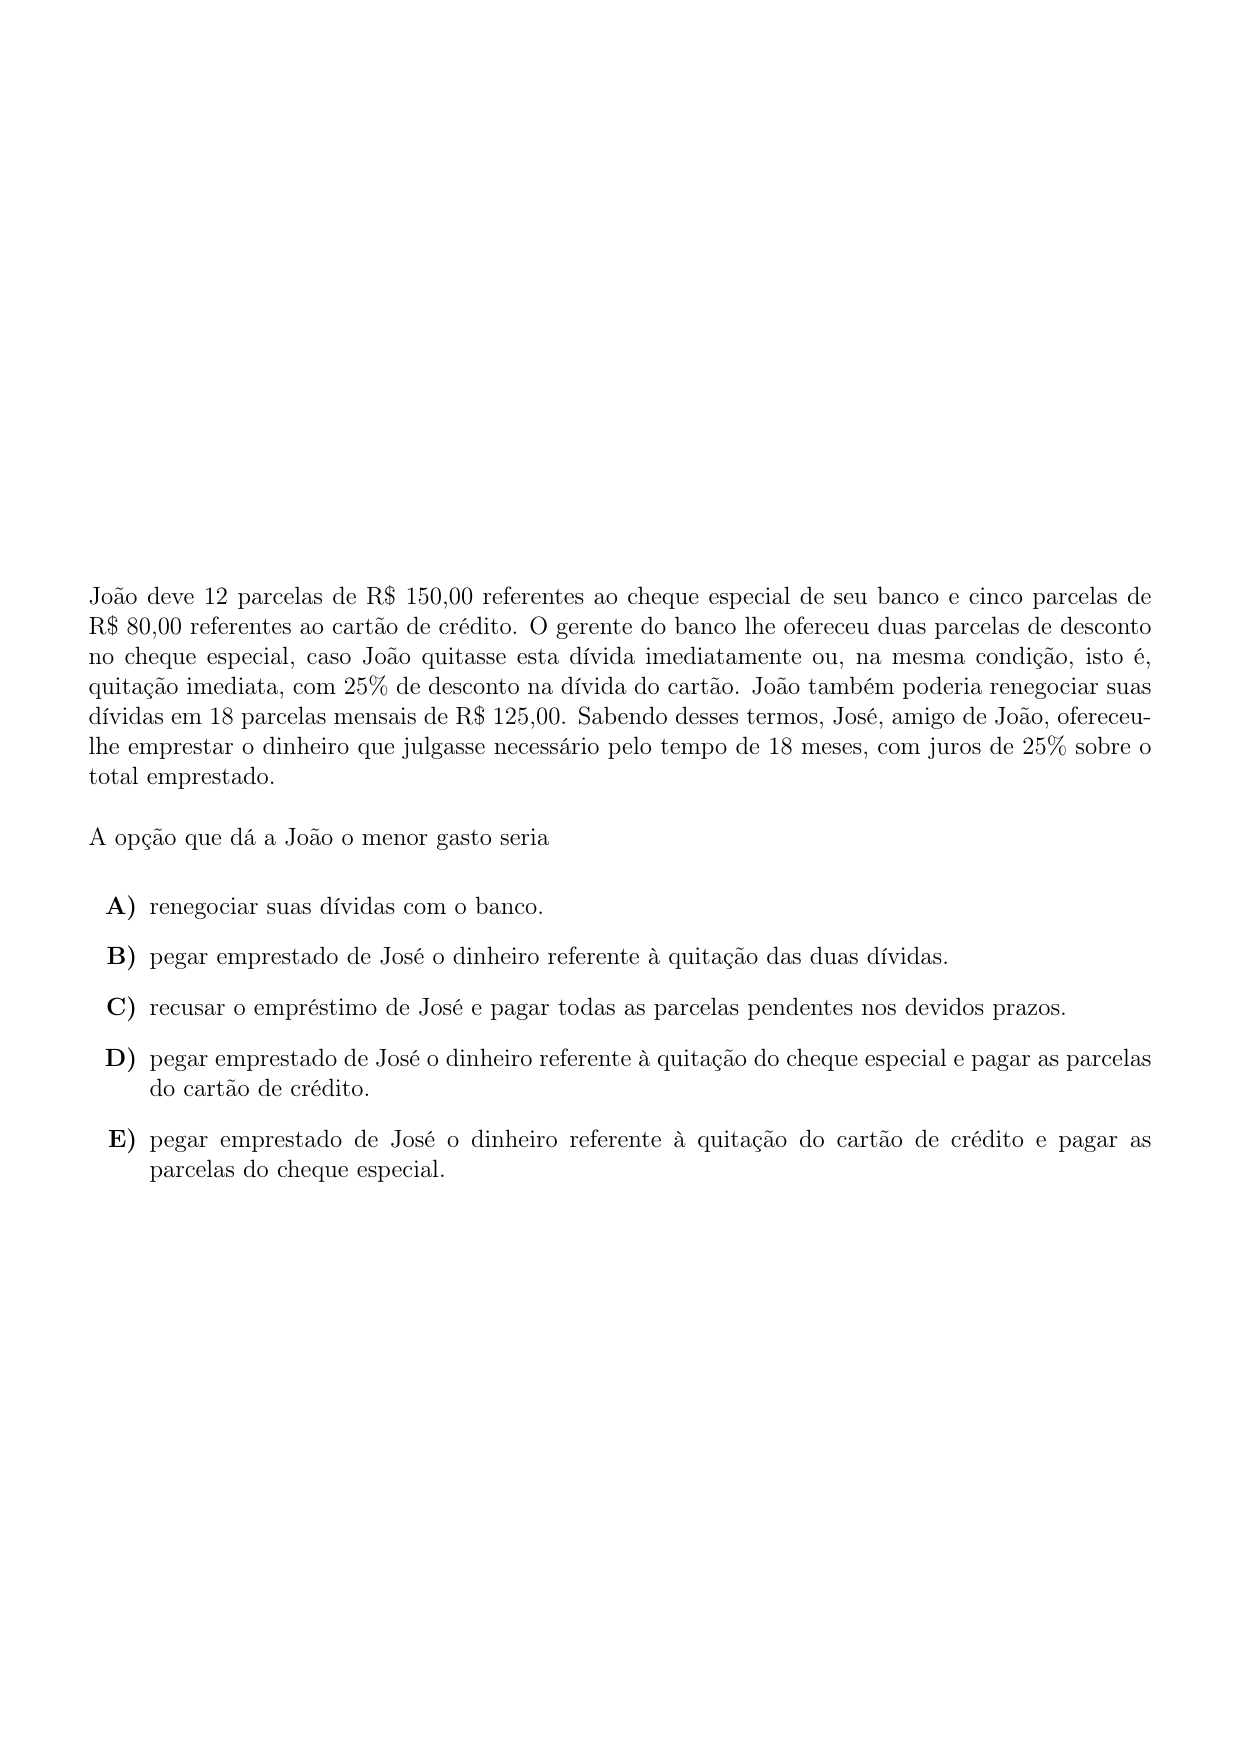 João deve 12 parcelas de R$ 150,00 referentes ao cheque especial de seu banco e cinco parcelas de
R$ 80,00 referentes ao cartão de crédito. O gerente do banco lhe ofereceu duas parcelas de desconto
no cheque especial, caso João quitasse esta dívida imediatamente ou, na mesma condição, isto é,
quitação imediata, com 25% de desconto na dívida do cartão. João também poderia renegociar suas
dívidas em 18 parcelas mensais de R$ 125,00. Sabendo desses termos, José, amigo de João, ofereceu-
lhe emprestar o dinheiro que julgasse necessário pelo tempo de 18 meses, com juros de 25% sobre o
total emprestado.
A opção que dá a João o menor gasto seria
A) renegociar suas dívidas com o banco.
B) pegar emprestado de José o dinheiro referente à quitação das duas dívidas.
C) recusar o empréstimo de José e pagar todas as parcelas pendentes nos devidos prazos.
D) pegar emprestado de José o dinheiro referente à quitação do cheque especial e pagar as parcelas
do cartão de crédito.
E) pegar emprestado de José o dinheiro referente à quitação do cartão de crédito e pagar as
parcelas do cheque especial.